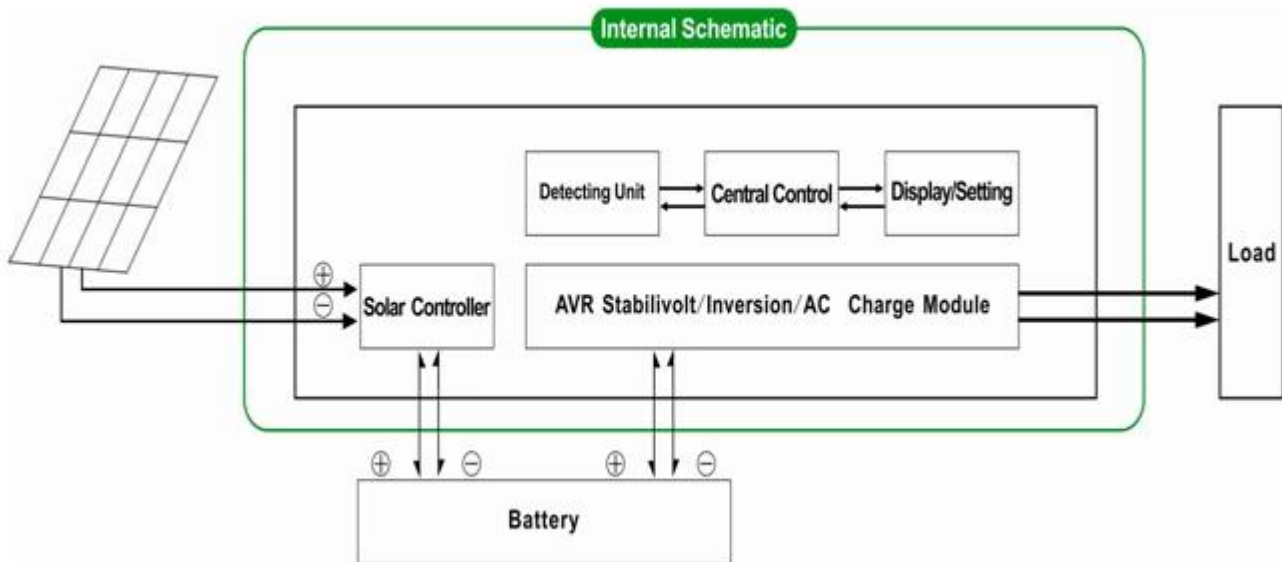 Internal Schematic
Detecting Unit
Central Control
Display/Setting
Load
⊕
⊖
Solar Controller
AVR Stabilivolt/Inversion/AC Charge Module
⊕ ⊖ ⊕ ⊖
Battery